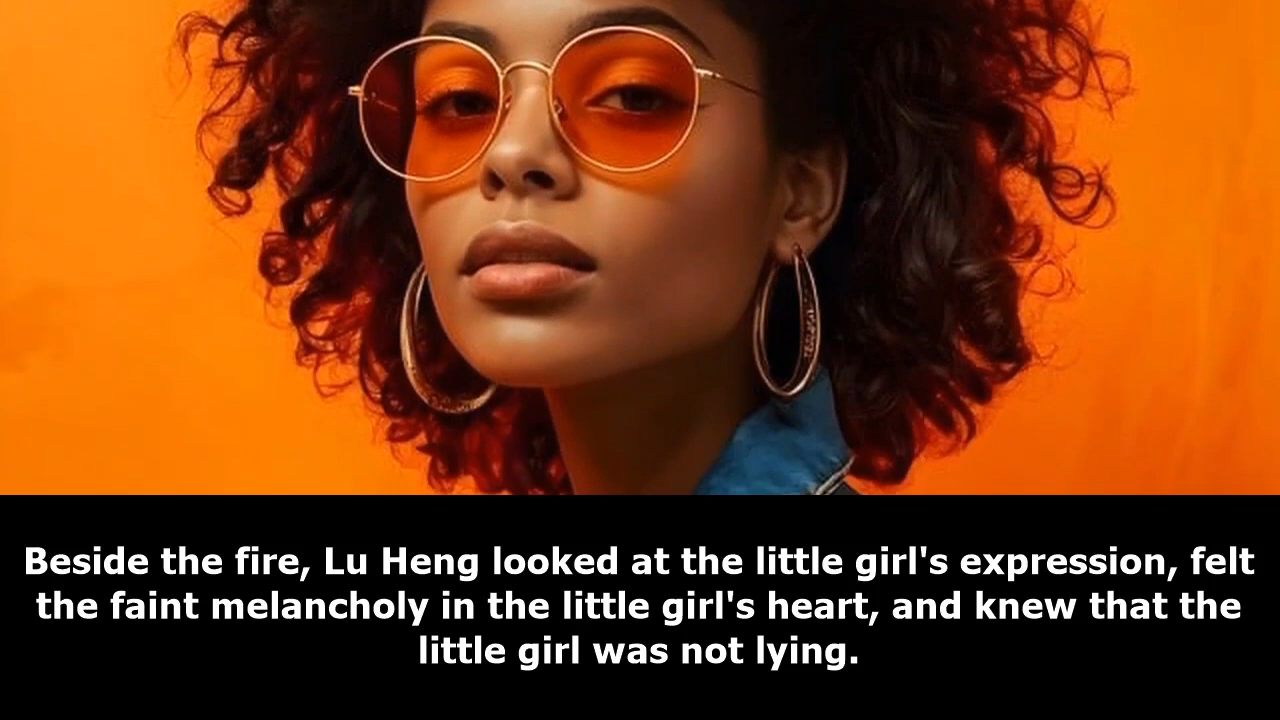 Beside the fire, Lu Heng looked at the little girl's expression, felt
the faint melancholy in the little girl's heart, and knew that the
little girl was not lying.